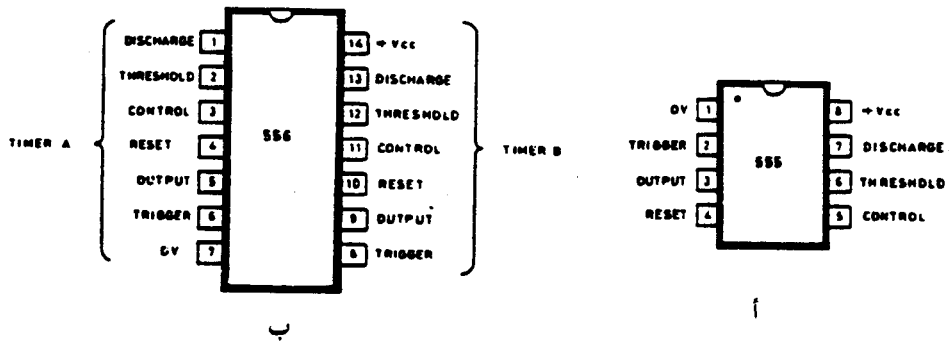 DISCHARGE 1
THRESHOLD 2
CONTROL 3
RESET 4
OUTPUT 5
TRIGGER 6
0V 7
14 +Vcc
13 DISCHARGE
12 THRESHOLD
11 CONTROL
10 RESET
9 OUTPUT
8 TRIGGER
556
TIMER A
TIMER B
ب
0V 1
TRIGGER 2
OUTPUT 3
RESET 4
8 +Vcc
7 DISCHARGE
6 THRESHOLD
5 CONTROL
555
أ